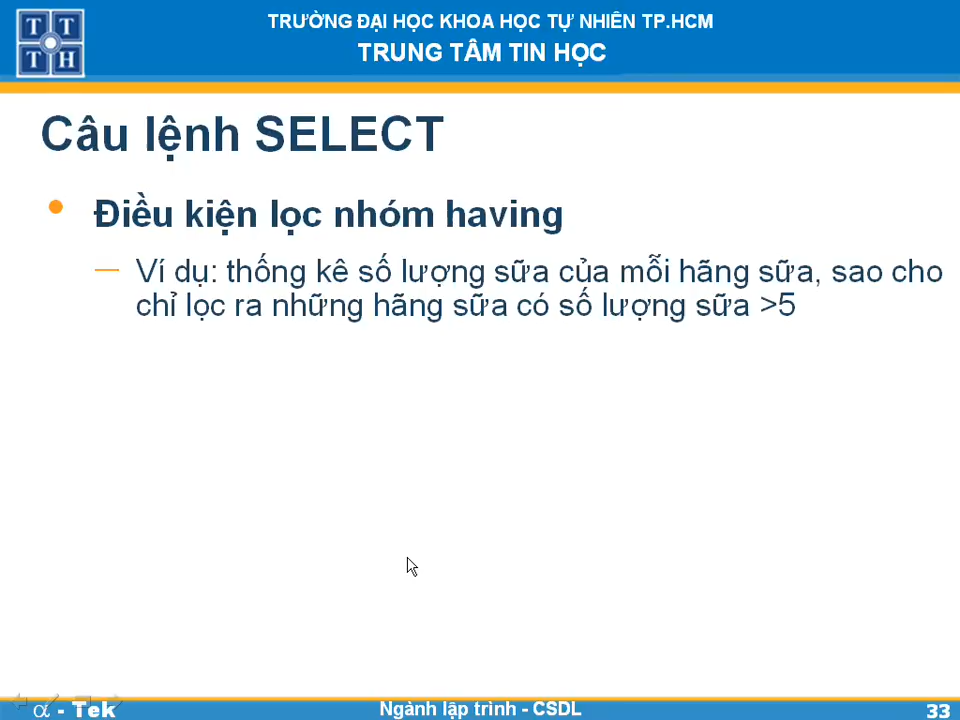 TRƯỜNG ĐẠI HỌC KHOA HỌC TỰ NHIÊN TP.HCM
TRUNG TÂM TIN HỌC
T T
T H
Câu lệnh SELECT
• Điều kiện lọc nhóm having
— Ví dụ: thống kê số lượng sữa của mỗi hãng sữa, sao cho
chỉ lọc ra những hãng sữa có số lượng sữa >5
α - Tek
Ngành lập trình - CSDL
33